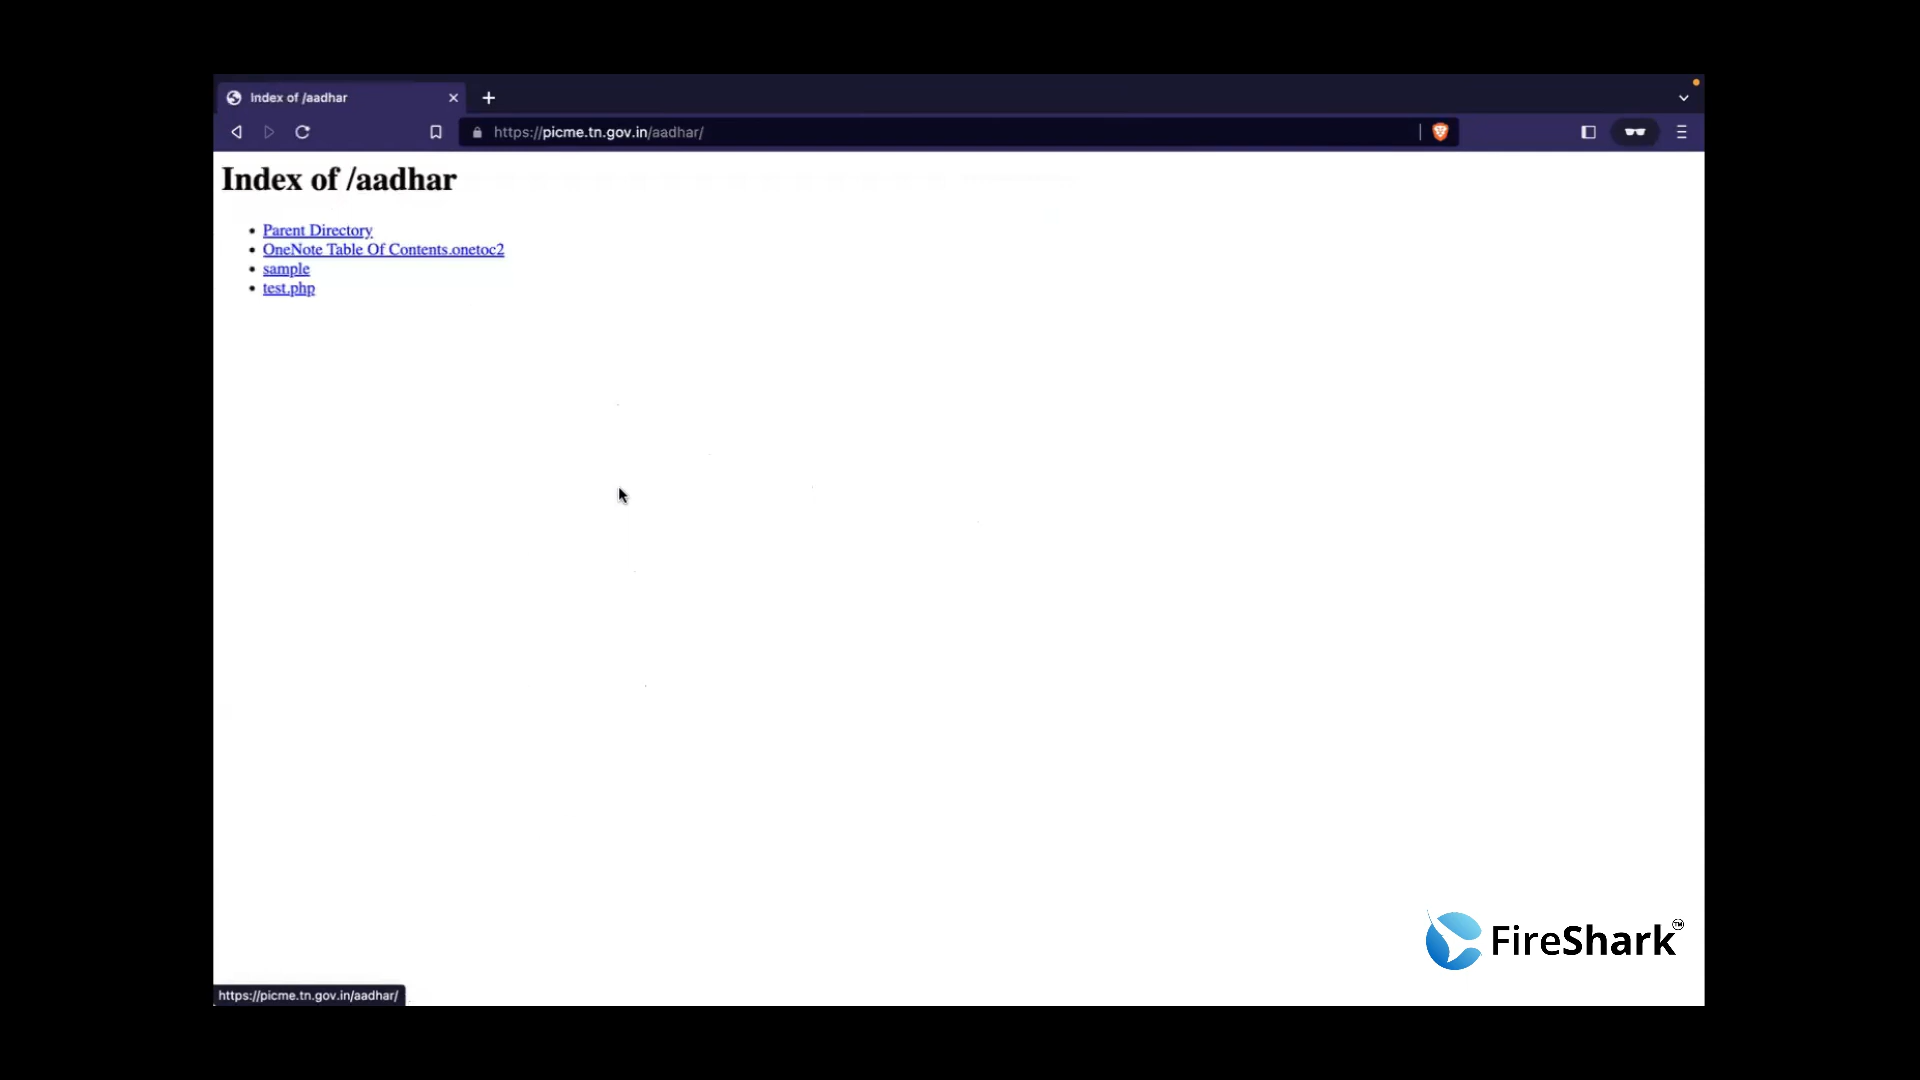 Index of /aadhar
https://picme.tn.gov.in/aadhar/
Index of /aadhar
Parent Directory
OneNote Table Of Contents.onetoc2
sample
test.php
FireShark™
https://picme.tn.gov.in/aadhar/